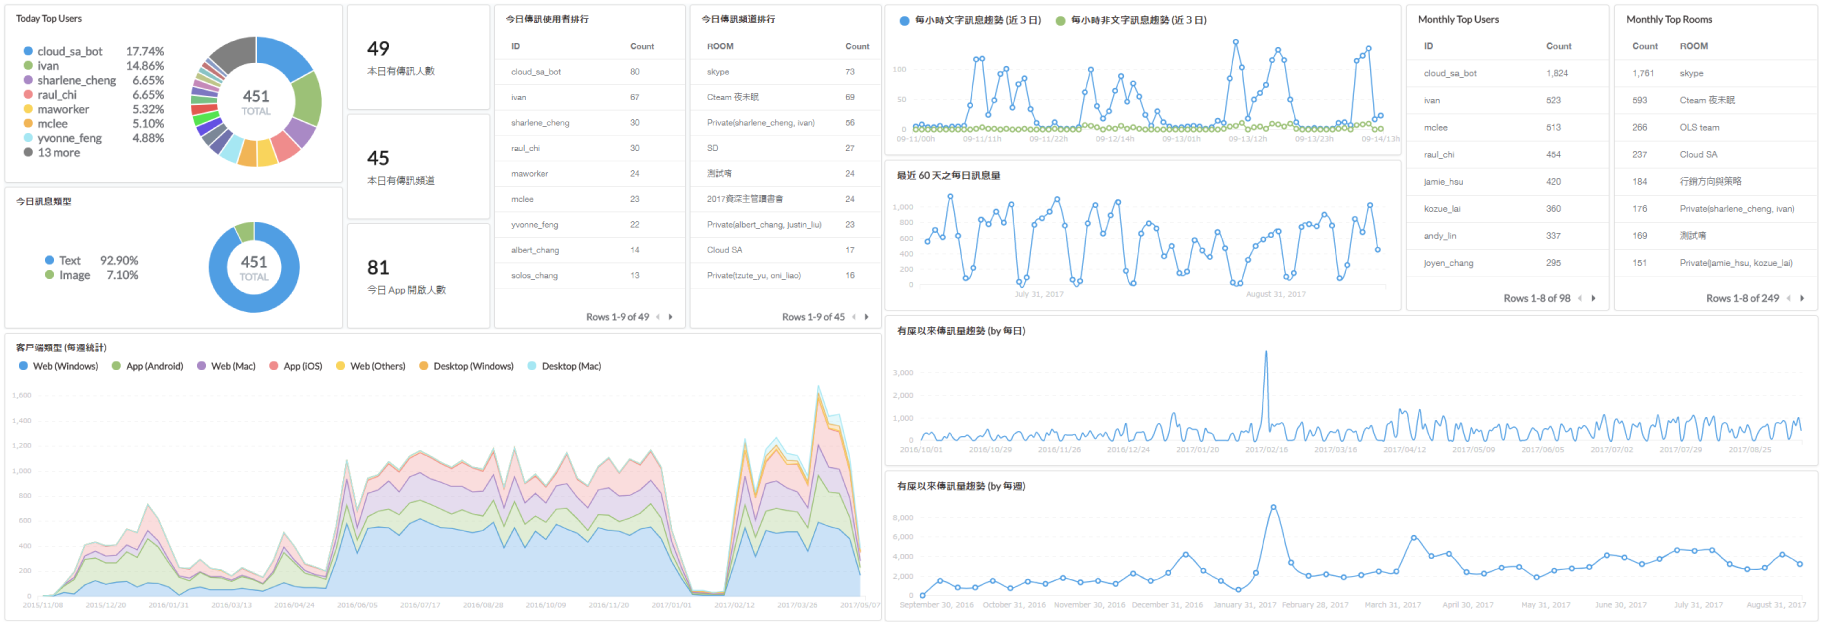 Today Top Users
cloud_sa_bot 17.74%
ivan 14.86%
sharlene_cheng 6.65%
raul_chi 6.65%
maworker 5.32%
mclee 5.10%
yvonne_feng 4.88%
13 more
451
TOTAL
今日訊息類型
Text 92.90%
Image 7.10%
451
TOTAL
49
本日有傳訊人數
45
本日有傳訊頻道
81
今日 App 開啟人數
今日傳訊使用者排行
ID Count
cloud_sa_bot 80
ivan 67
sharlene_cheng 30
raul_chi 30
maworker 24
mclee 23
yvonne_feng 22
albert_chang 14
solos_chang 13
Rows 1-9 of 49
今日傳訊頻道排行
ROOM Count
skype 73
Cteam 夜未眠 69
Private(sharlene_cheng, ivan) 56
SD 27
測試唷 24
2017資深主管讀書會 24
Private(albert_chang, justin_liu) 23
Cloud SA 17
Private(tzute_yu, oni_liao) 16
Rows 1-9 of 45
客戶端類型 (每週統計)
Web (Windows) App (Android) Web (Mac) App (iOS) Web (Others) Desktop (Windows) Desktop (Mac)
1,600
1,400
1,200
1,000
800
600
400
200
0
2015/11/08 2015/12/20 2016/01/31 2016/03/13 2016/04/24 2016/06/05 2016/07/17 2016/08/28 2016/10/09 2016/11/20 2017/01/01 2017/02/12 2017/03/26 2017/05/07
每小時文字訊息趨勢 (近 3 日) 每小時非文字訊息趨勢 (近 3 日)
100
50
0
09-11/00h 09-11/11h 09-11/22h 09-12/14h 09-13/01h 09-13/12h 09-13/23h 09-14/13h
最近 60 天之每日訊息量
1,000
800
600
400
200
0
July 31, 2017 August 31, 2017
Monthly Top Users
ID Count
cloud_sa_bot 1,824
ivan 523
mclee 513
raul_chi 454
jamie_hsu 420
kozue_lai 360
andy_lin 337
joyen_chang 295
Rows 1-8 of 98
Monthly Top Rooms
Count ROOM
1,761 skype
593 Cteam 夜未眠
266 OLS team
237 Cloud SA
184 行銷方向與策略
176 Private(sharlene_cheng, ivan)
169 測試唷
151 Private(jamie_hsu, kozue_lai)
Rows 1-8 of 249
有屎以來傳訊量趨勢 (by 每日)
3,000
2,000
1,000
0
2016/10/01 2016/10/29 2016/11/26 2016/12/24 2017/01/20 2017/02/16 2017/03/16 2017/04/12 2017/05/09 2017/06/05 2017/07/02 2017/07/29 2017/08/25
有屎以來傳訊量趨勢 (by 每週)
8,000
6,000
4,000
2,000
0
September 30, 2016 October 31, 2016 November 30, 2016 December 31, 2016 January 31, 2017 February 28, 2017 March 31, 2017 April 30, 2017 May 31, 2017 June 30, 2017 July 31, 2017 August 31, 2017